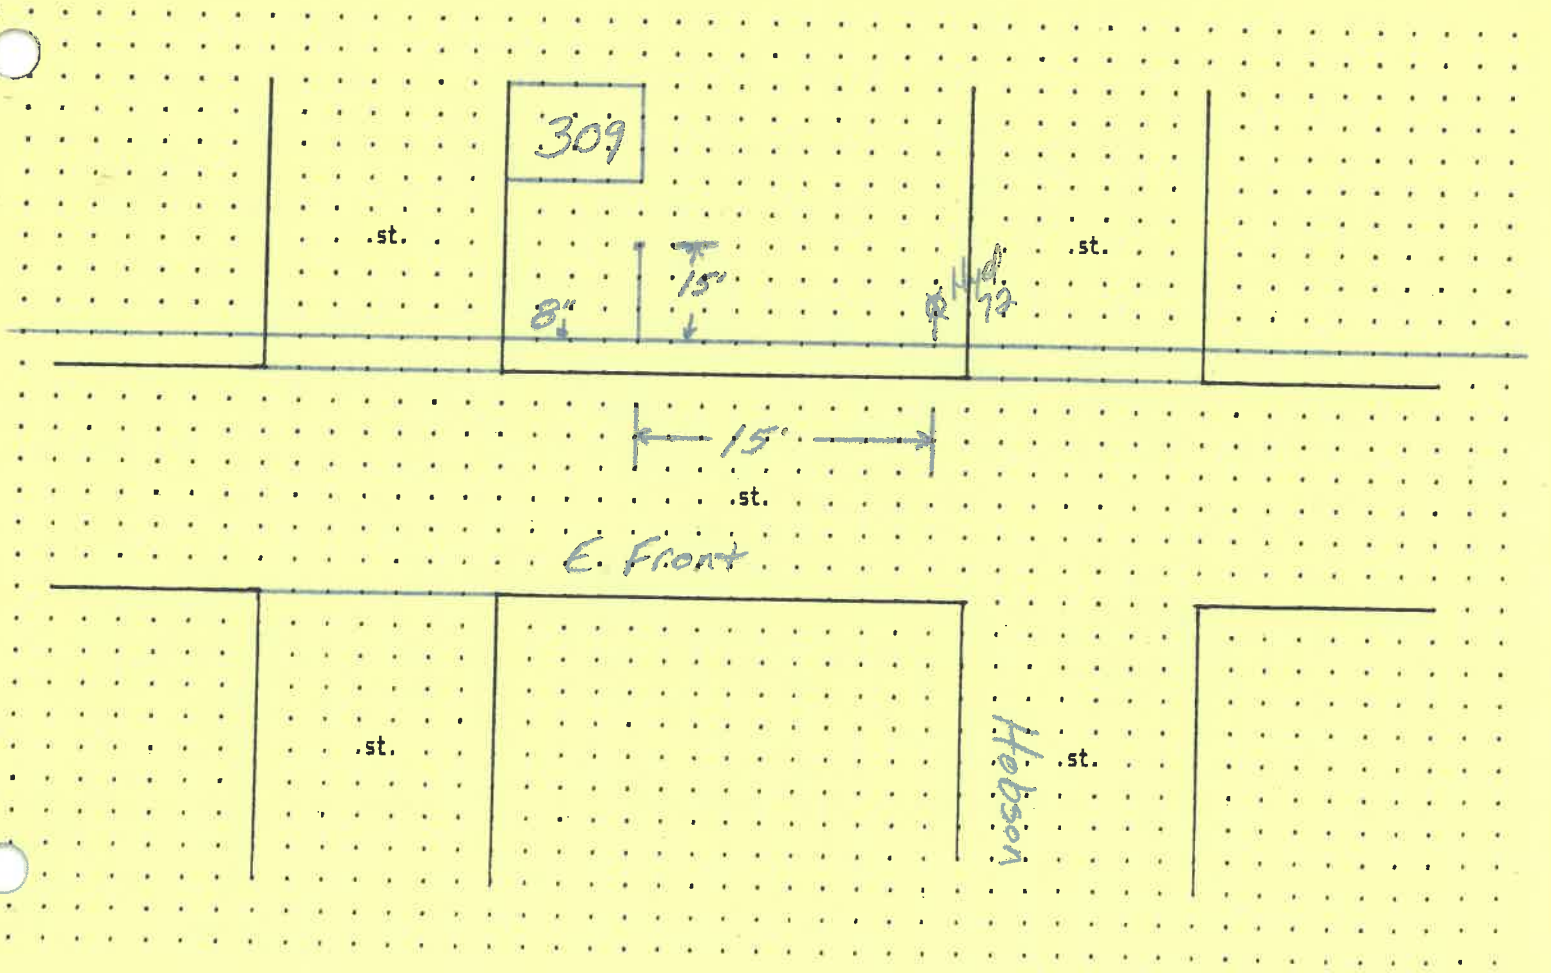 309
.st.
.st.
15'
Hyd
72
8"
15'
.st.
E. Front
.st.
Hobson
.st.